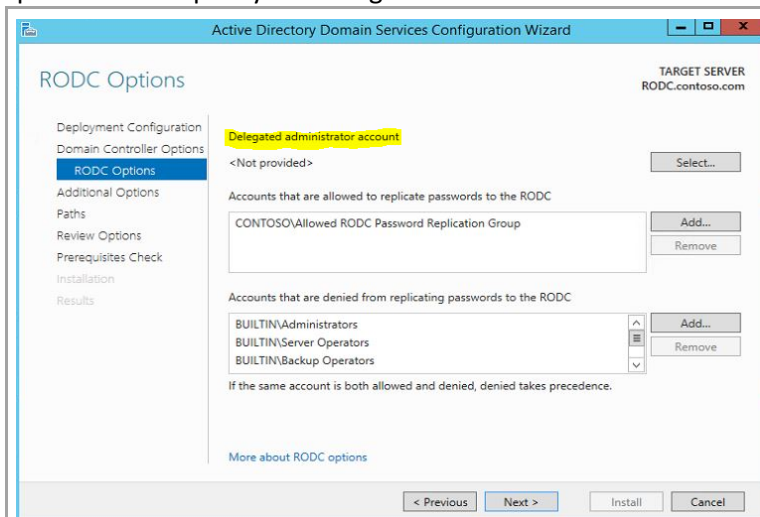 Active Directory Domain Services Configuration Wizard
RODC Options
TARGET SERVER
RODC.contoso.com
Deployment Configuration
Domain Controller Options
RODC Options
Additional Options
Paths
Review Options
Prerequisites Check
Installation
Results
Delegated administrator account
<Not provided>
Select...
Accounts that are allowed to replicate passwords to the RODC
CONTOSO\Allowed RODC Password Replication Group
Add...
Remove
Accounts that are denied from replicating passwords to the RODC
BUILTIN\Administrators
BUILTIN\Server Operators
BUILTIN\Backup Operators
Add...
Remove
If the same account is both allowed and denied, denied takes precedence.
More about RODC options
< Previous
Next >
Install
Cancel